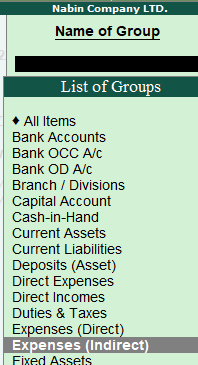 Nabin Company LTD.
Name of Group
List of Groups
♦ All Items
Bank Accounts
Bank OCC A/c
Bank OD A/c
Branch / Divisions
Capital Account
Cash-in-Hand
Current Assets
Current Liabilities
Deposits (Asset)
Direct Expenses
Direct Incomes
Duties & Taxes
Expenses (Direct)
Expenses (Indirect)
Fixed Assets